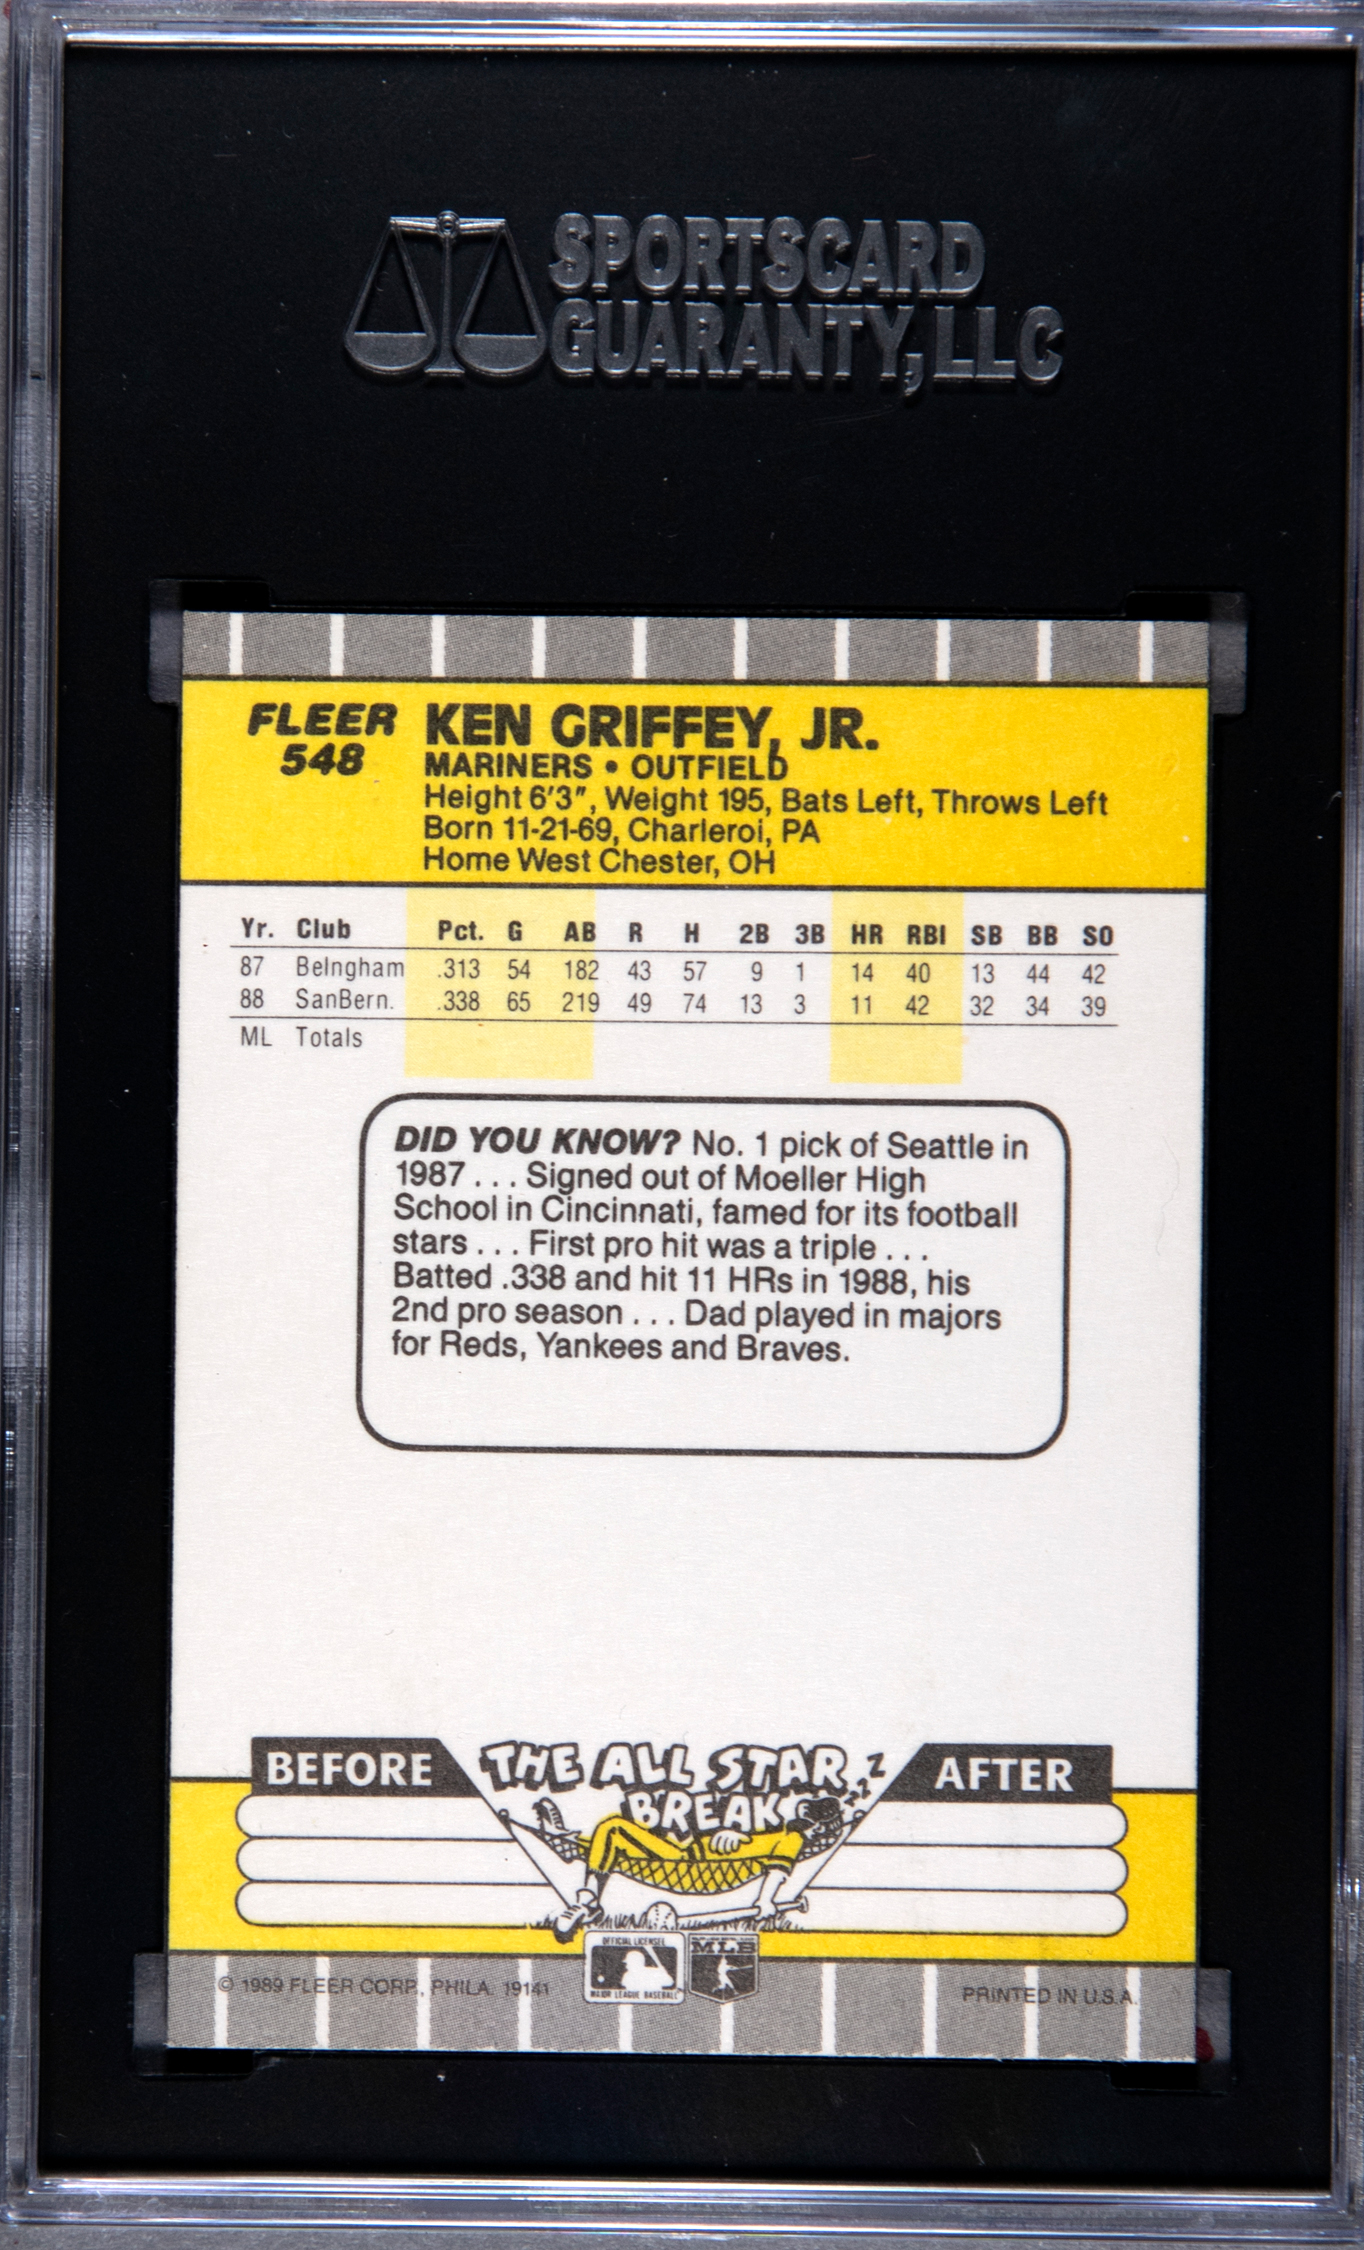 SPORTSCARD
GUARANTY, LLC
FLEER
548
KEN GRIFFEY, JR.
MARINERS • OUTFIELD
Height 6'3", Weight 195, Bats Left, Throws Left
Born 11-21-69, Charleroi, PA
Home West Chester, OH
Yr. Club Pct. G AB R H 2B 3B HR RBI SB BB SO
87 Belngham .313 54 182 43 57 9 1 14 40 13 44 42
88 SanBern. .338 65 219 49 74 13 3 11 42 32 34 39
ML Totals
DID YOU KNOW? No. 1 pick of Seattle in
1987 . . . Signed out of Moeller High
School in Cincinnati, famed for its football
stars . . . First pro hit was a triple . . .
Batted .338 and hit 11 HRs in 1988, his
2nd pro season . . . Dad played in majors
for Reds, Yankees and Braves.
BEFORE
THE ALL STAR
BREAK
zzzz
AFTER
OFFICIAL LICENSEE
MAJOR LEAGUE BASEBALL
MLB
© 1989 FLEER CORP., PHILA. 19141
PRINTED IN U.S.A.